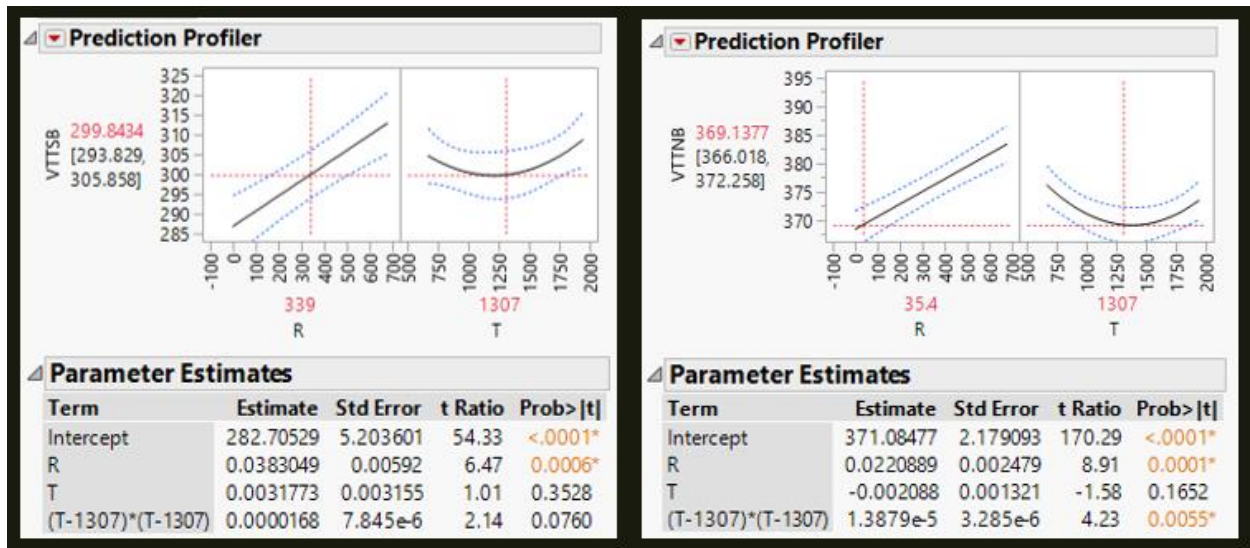 Prediction Profiler
VTTSB
299.8434
[293.829,
305.858]
325
320
315
310
305
300
295
290
285
-100
0
100
200
300
400
500
600
700
500
750
1000
1250
1500
1750
2000
339
R
1307
T
Parameter Estimates
Term Estimate Std Error t Ratio Prob>|t|
Intercept 282.70529 5.203601 54.33 <.0001*
R 0.0383049 0.00592 6.47 0.0006*
T 0.0031773 0.003155 1.01 0.3528
(T-1307)*(T-1307) 0.0000168 7.845e-6 2.14 0.0760
Prediction Profiler
VTTNB
369.1377
[366.018,
372.258]
395
390
385
380
375
370
-100
0
100
200
300
400
500
600
700
500
750
1000
1250
1500
1750
2000
35.4
R
1307
T
Parameter Estimates
Term Estimate Std Error t Ratio Prob>|t|
Intercept 371.08477 2.179093 170.29 <.0001*
R 0.0220889 0.002479 8.91 0.0001*
T -0.002088 0.001321 -1.58 0.1652
(T-1307)*(T-1307) 1.3879e-5 3.285e-6 4.23 0.0055*